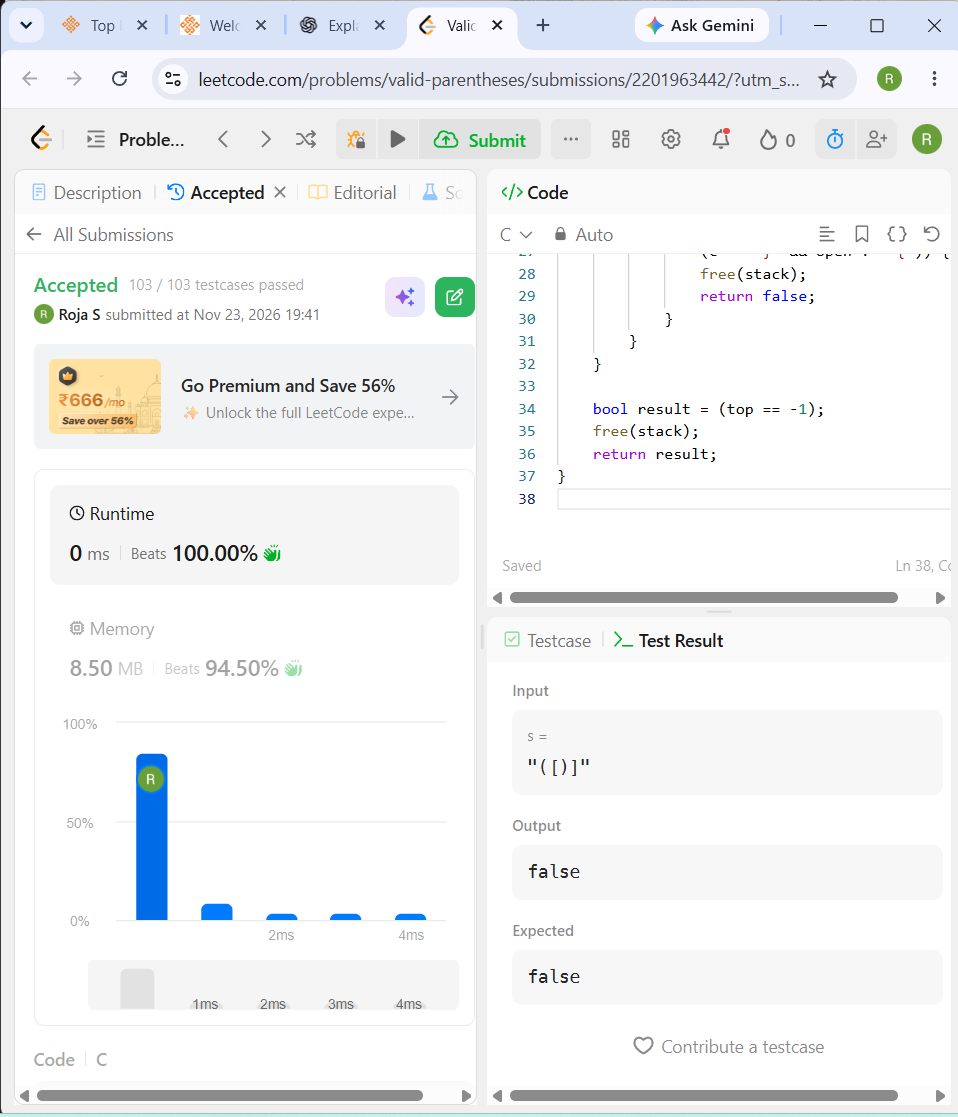 Top
Welc
Expla
Valid
Ask Gemini
leetcode.com/problems/valid-parentheses/submissions/2201963442/?utm_s...
R
Proble...
Submit
0
R
Description
Accepted
Editorial
So
All Submissions
Accepted 103 / 103 testcases passed
R Roja S submitted at Nov 23, 2026 19:41
₹666/mo
Save over 56%
Go Premium and Save 56%
✨ Unlock the full LeetCode expe...
Runtime
0 ms Beats 100.00%
Memory
8.50 MB Beats 94.50%
100%
R
50%
0%
2ms 4ms
1ms 2ms 3ms 4ms
Code C
</> Code
C Auto
28 free(stack);
29 return false;
30 }
31 }
32 }
33
34 bool result = (top == -1);
35 free(stack);
36 return result;
37 }
38
Saved
Ln 38, Co
Testcase
>_ Test Result
Input
s =
"([)]"
Output
false
Expected
false
Contribute a testcase